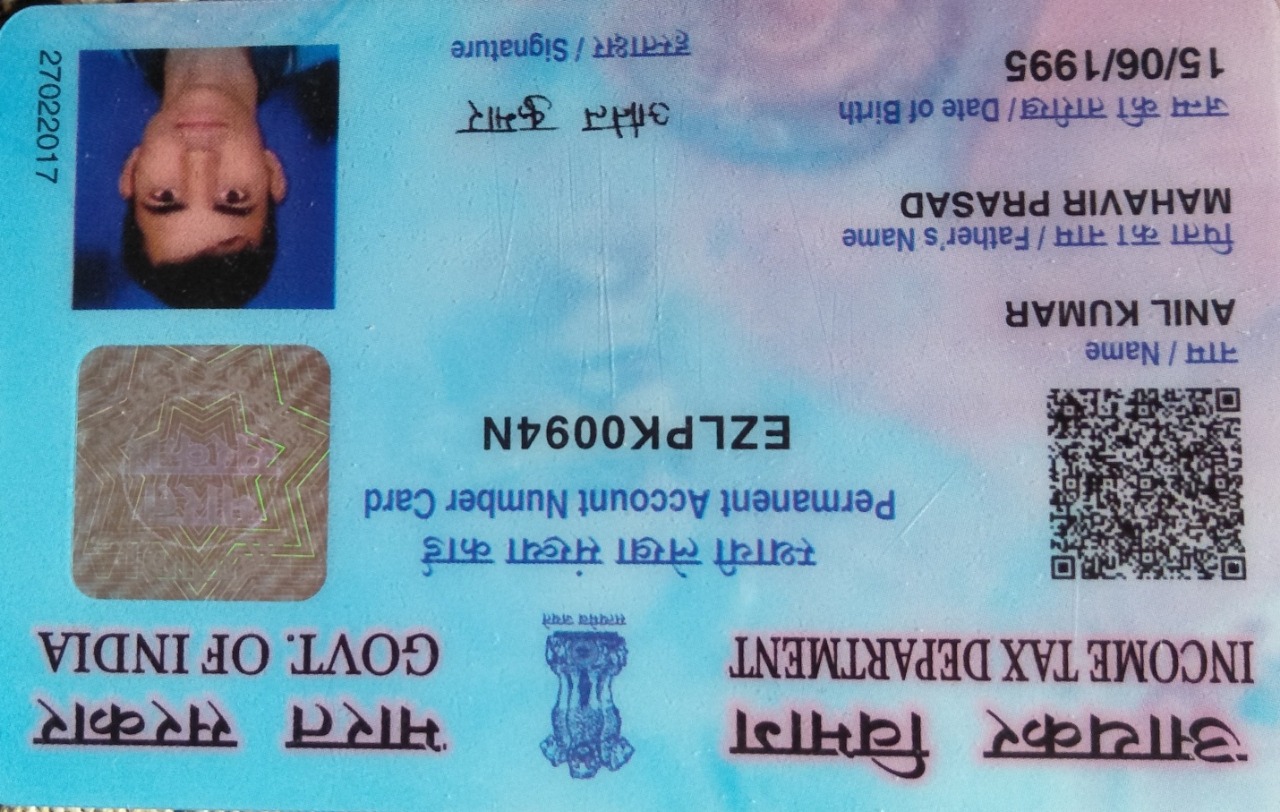 आयकर विभाग
INCOME TAX DEPARTMENT
सत्यमेव जयते
भारत सरकार
GOVT. OF INDIA
स्थायी लेखा संख्या कार्ड
Permanent Account Number Card
EZLPK0094N
नाम / Name
ANIL KUMAR
पिता का नाम / Father's Name
MAHAVIR PRASAD
जन्म की तारीख / Date of Birth
15/06/1995
कुमार
हस्ताक्षर / Signature
27022017